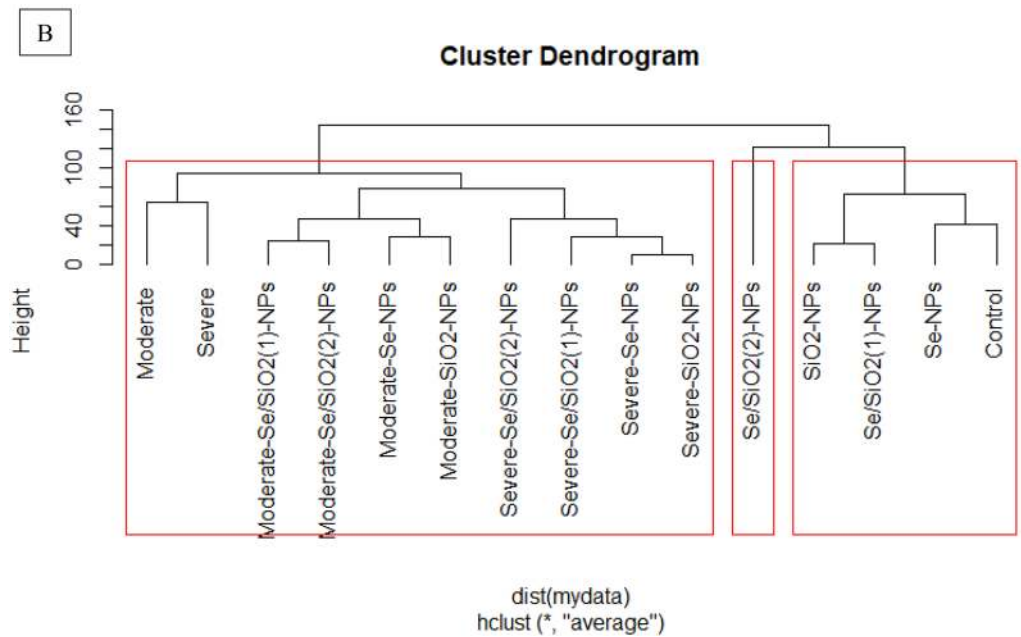 B
Cluster Dendrogram
Height
160
100
40
0
Moderate
Severe
Moderate-Se/SiO2(1)-NPs
Moderate-Se/SiO2(2)-NPs
Moderate-Se-NPs
Moderate-SiO2-NPs
Severe-Se/SiO2(2)-NPs
Severe-Se/SiO2(1)-NPs
Severe-Se-NPs
Severe-SiO2-NPs
Se/SiO2(2)-NPs
SiO2-NPs
Se/SiO2(1)-NPs
Se-NPs
Control
dist(mydata)
hclust (*, "average")